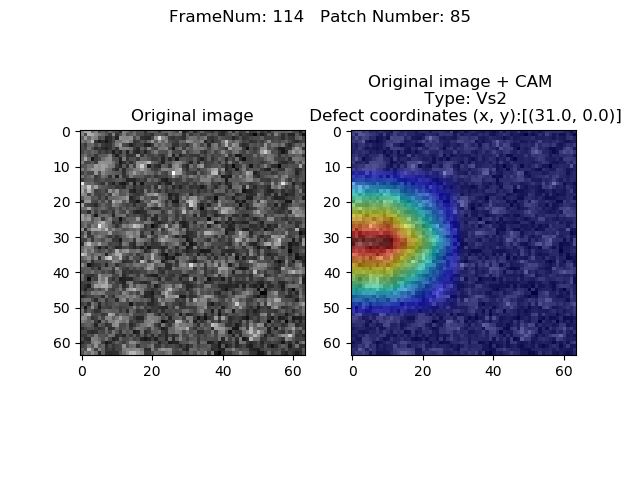 FrameNum: 114   Patch Number: 85
Original image
Original image + CAM
Type: Vs2
Defect coordinates (x, y):[(31.0, 0.0)]
0
10
20
30
40
50
60
0 20 40 60
0
10
20
30
40
50
60
0 20 40 60